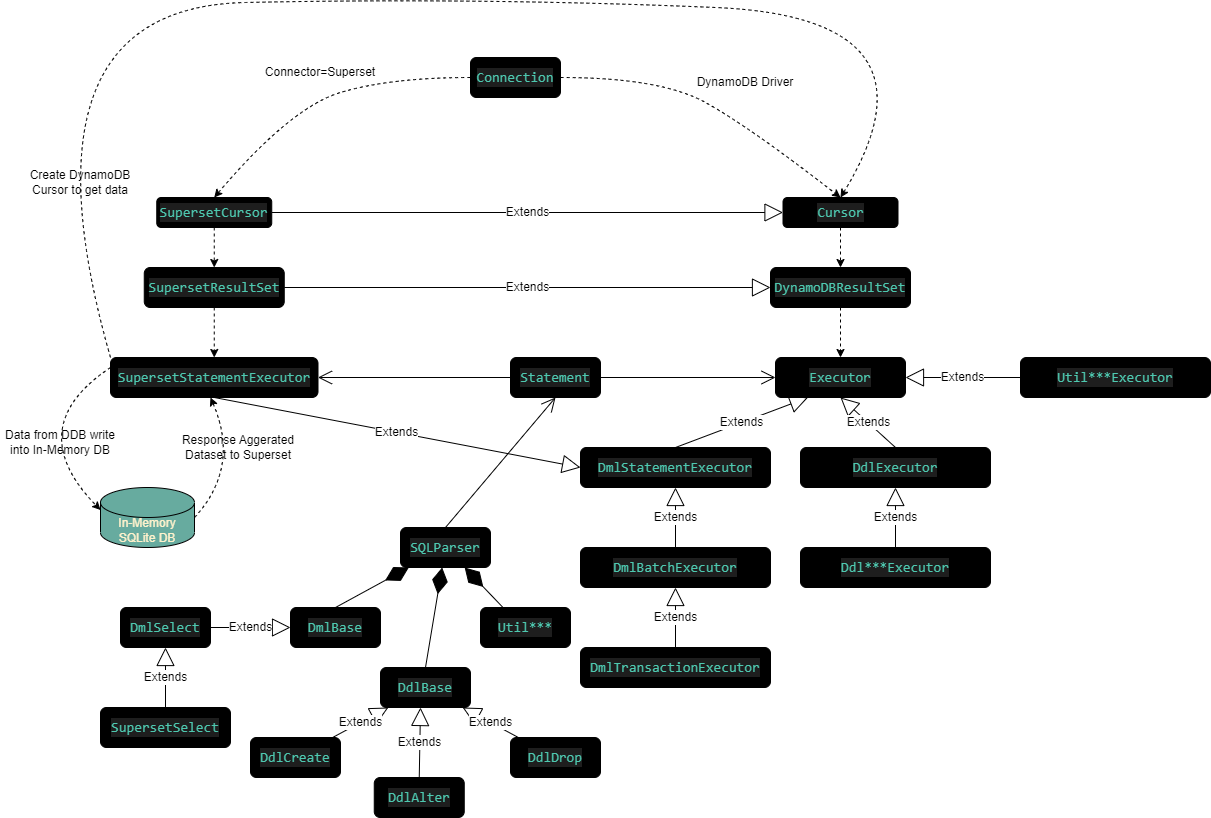 Connector=Superset
Connection
DynamoDB Driver
Create DynamoDB
Cursor to get data
SupersetCursor
Extends
Cursor
SupersetResultSet
Extends
DynamoDBResultSet
SupersetStatementExecutor
Statement
Executor
Extends
Util***Executor
Data from DDB write
into In-Memory DB
Response Aggerated
Dataset to Superset
Extends
Extends
Extends
DmlStatementExecutor
DdlExecutor
In-Memory
SQLite DB
Extends
Extends
SQLParser
DmlBatchExecutor
Ddl***Executor
DmlSelect
Extends
DmlBase
Util***
Extends
Extends
DmlTransactionExecutor
DdlBase
SupersetSelect
Extends
Extends
Extends
DdlCreate
DdlDrop
DdlAlter